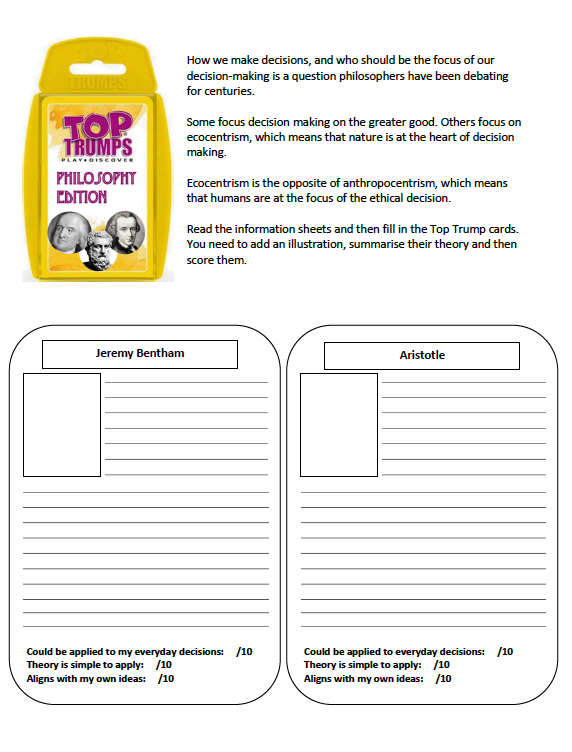 TOP
TRUMPS
TOP
TRUMPS
PLAY•DISCOVER
PHILOSOPHY
EDITION
How we make decisions, and who should be the focus of our
decision-making is a question philosophers have been debating
for centuries.
Some focus decision making on the greater good. Others focus on
ecocentrism, which means that nature is at the heart of decision
making.
Ecocentrism is the opposite of anthropocentrism, which means
that humans are at the focus of the ethical decision.
Read the information sheets and then fill in the Top Trump cards.
You need to add an illustration, summarise their theory and then
score them.
Jeremy Bentham
Could be applied to my everyday decisions: /10
Theory is simple to apply: /10
Aligns with my own ideas: /10
Aristotle
Could be applied to everyday decisions: /10
Theory is simple to apply: /10
Aligns with my own ideas: /10